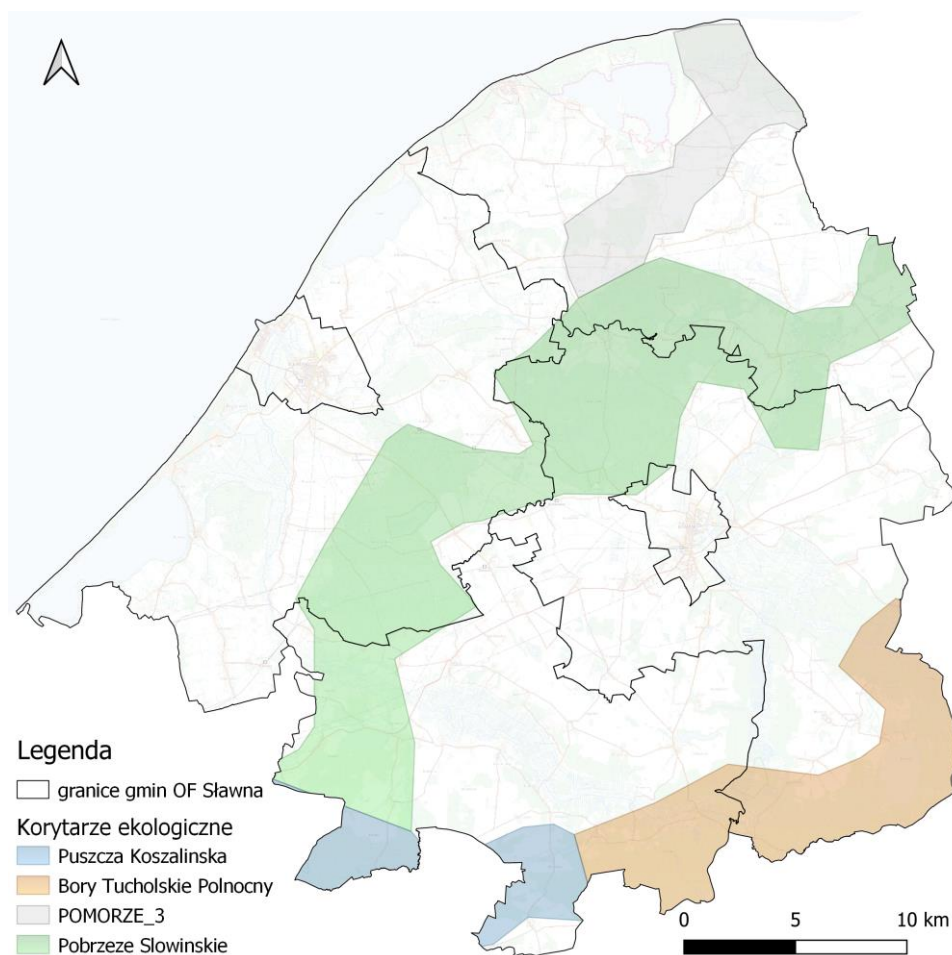 Legenda
granice gmin OF Sławna
Korytarze ekologiczne
Puszcza Koszalinska
Bory Tucholskie Polnocny
POMORZE_3
Pobrzeze Slowinskie
0 5 10 km